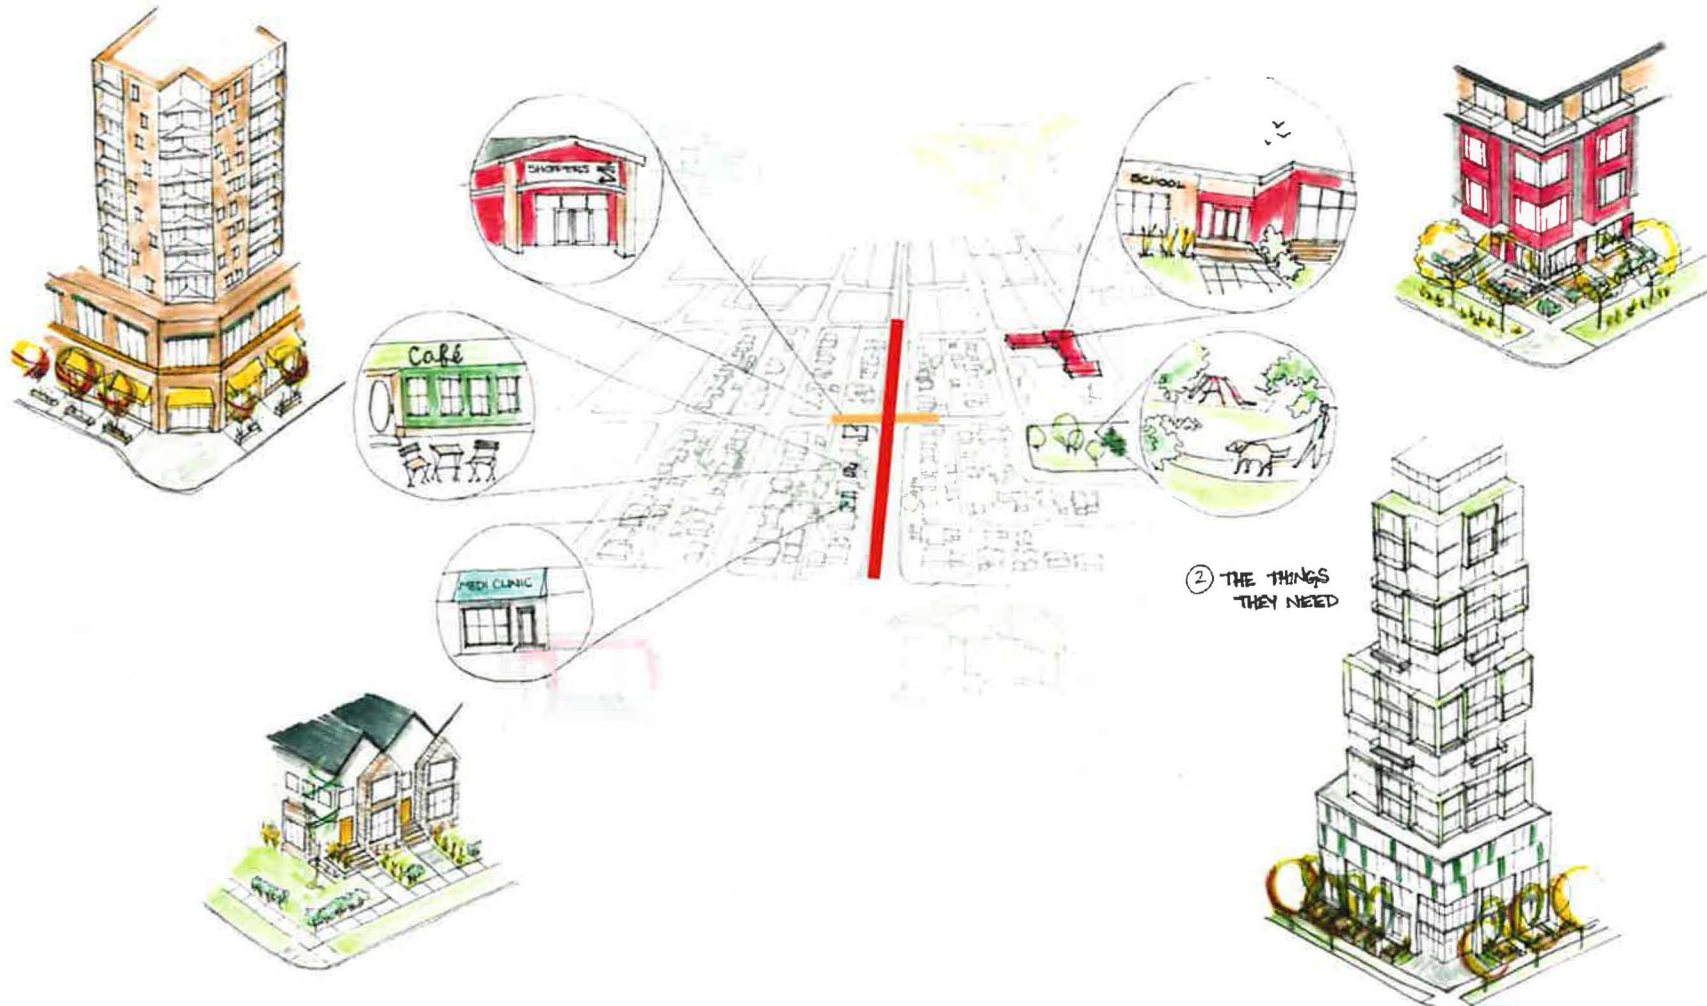 SHOPPERS
SCHOOL
Café
MEDI CLINIC
② THE THINGS
THEY NEED